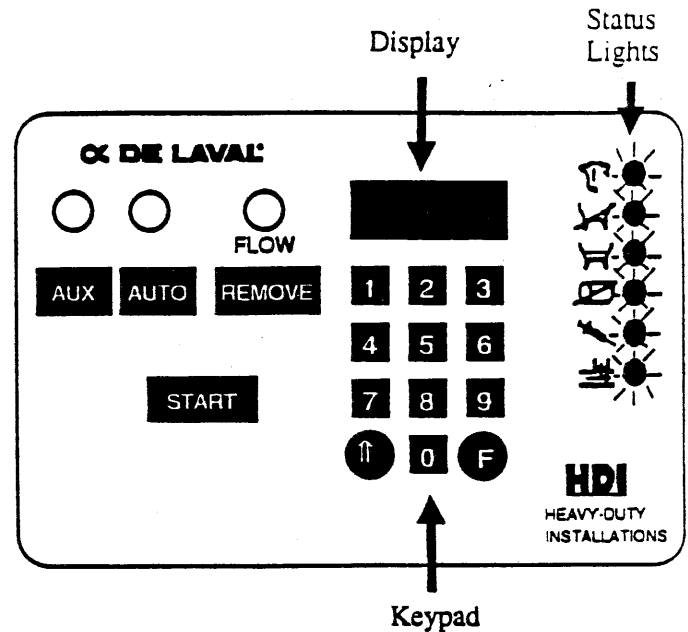 Status
Lights
Display
α DE LAVAL
FLOW
AUX AUTO REMOVE
1 2 3
4 5 6
START
7 8 9
⇑ 0 F
HDI
HEAVY-DUTY
INSTALLATIONS
Keypad